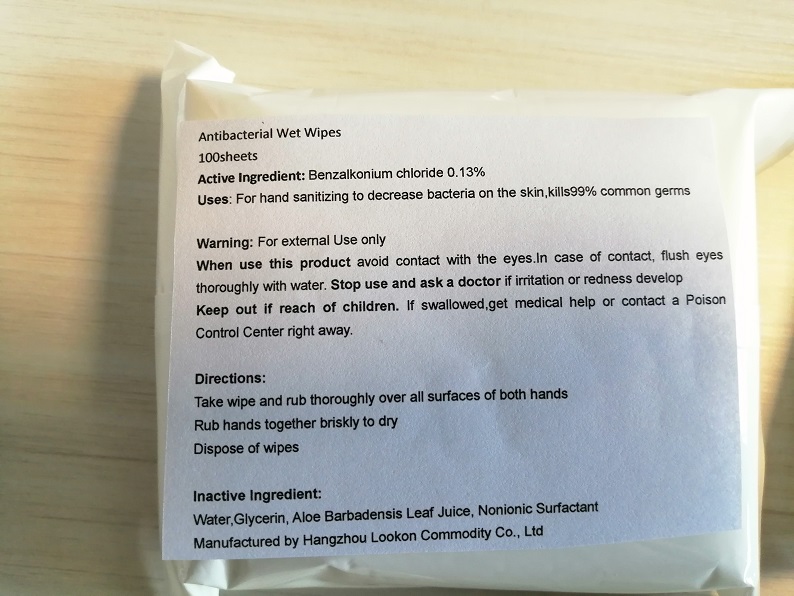 Antibacterial Wet Wipes
100sheets
Active Ingredient: Benzalkonium chloride 0.13%
Uses: For hand sanitizing to decrease bacteria on the skin,kills99% common germs
Warning: For external Use only
When use this product avoid contact with the eyes.In case of contact, flush eyes
thoroughly with water. Stop use and ask a doctor if irritation or redness develop
Keep out if reach of children. If swallowed,get medical help or contact a Poison
Control Center right away.
Directions:
Take wipe and rub thoroughly over all surfaces of both hands
Rub hands together briskly to dry
Dispose of wipes
Inactive Ingredient:
Water,Glycerin, Aloe Barbadensis Leaf Juice, Nonionic Surfactant
Manufactured by Hangzhou Lookon Commodity Co., Ltd